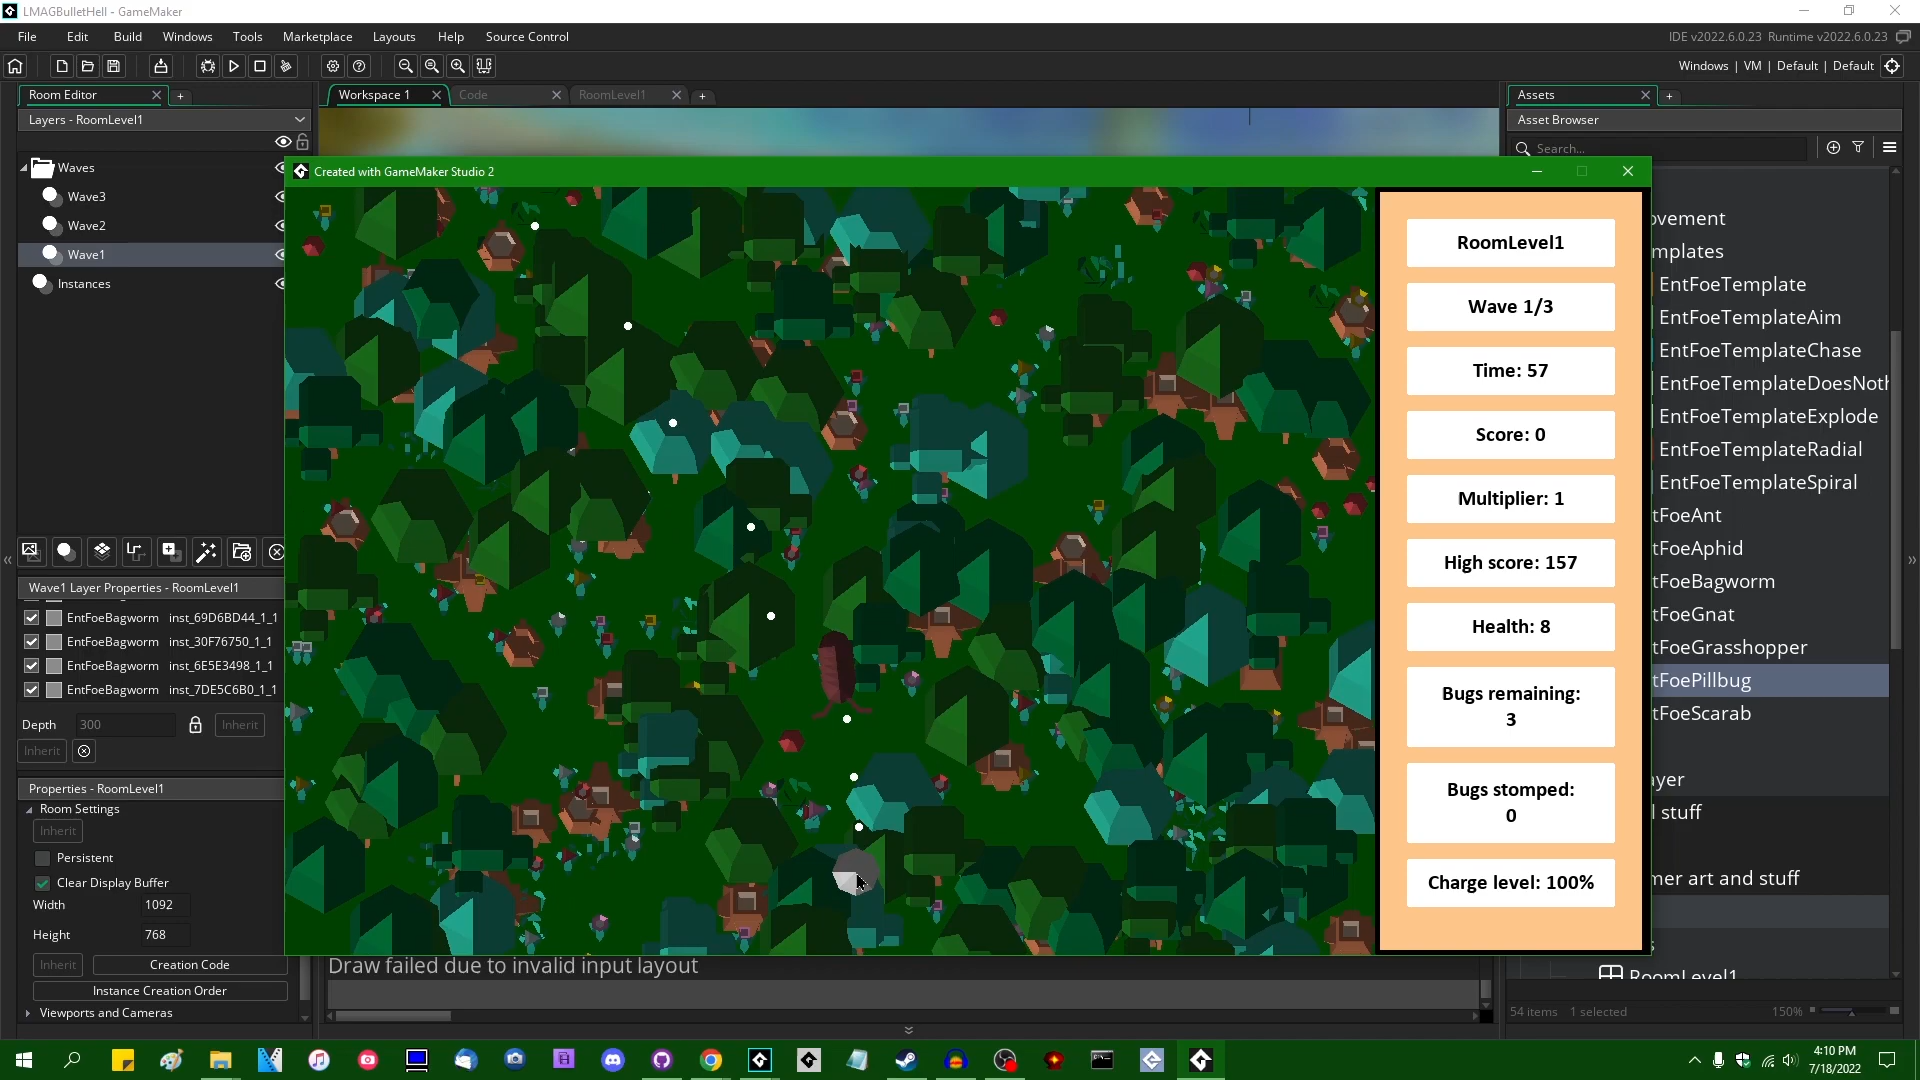 LMAGBulletHell - GameMaker
File Edit Build Windows Tools Marketplace Layouts Help Source Control
IDE v2022.6.0.23 Runtime v2022.6.0.23
Windows | VM | Default | Default
Room Editor
Workspace 1
Code
RoomLevel1
Assets
Layers - RoomLevel1
Asset Browser
Search...
Waves
Wave3
Wave2
Wave1
Instances
Created with GameMaker Studio 2
RoomLevel1
Wave 1/3
Time: 57
Score: 0
Multiplier: 1
High score: 157
Health: 8
Bugs remaining:
3
Bugs stomped:
0
Charge level: 100%
ovement
mplates
EntFoeTemplate
EntFoeTemplateAim
EntFoeTemplateChase
EntFoeTemplateDoesNoth
EntFoeTemplateExplode
EntFoeTemplateRadial
EntFoeTemplateSpiral
tFoeAnt
tFoeAphid
tFoeBagworm
tFoeGnat
tFoeGrasshopper
tFoePillbug
tFoeScarab
ayer
l stuff
mer art and stuff
s
RoomLevel1
54 items 1 selected
150%
Wave1 Layer Properties - RoomLevel1
EntFoeBagworm inst_69D6BD44_1_1
EntFoeBagworm inst_30F76750_1_1
EntFoeBagworm inst_6E5E3498_1_1
EntFoeBagworm inst_7DE5C6B0_1_1
Depth 300 Inherit
Inherit
Properties - RoomLevel1
Room Settings
Inherit
Persistent
Clear Display Buffer
Width 1092
Height 768
Inherit Creation Code
Instance Creation Order
Viewports and Cameras
Draw failed due to invalid input layout
4:10 PM
7/18/2022